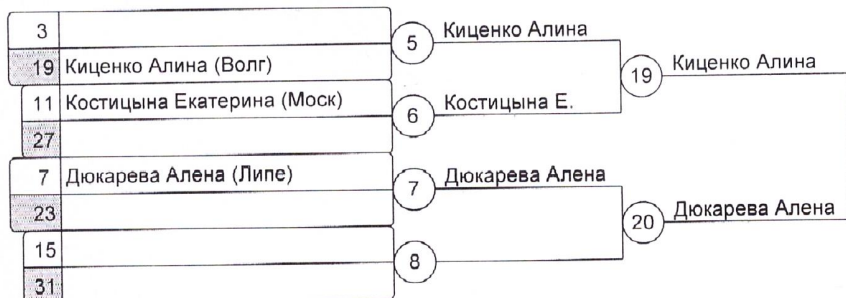 3
5 Киценко Алина
19 Киценко Алина (Волг)
19 Киценко Алина
11 Костицына Екатерина (Моск)
6 Костицына Е.
27
7 Дюкарева Алена (Липе)
7 Дюкарева Алена
23
20 Дюкарева Алена
15
8
31